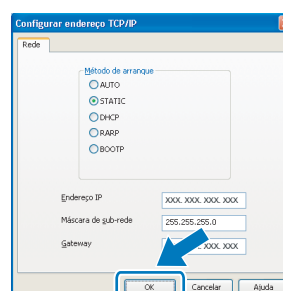 Configurar endereço TCP/IP
Rede
Método de arranque
AUTO
STATIC
DHCP
RARP
BOOTP
Endereço IP XXX. XXX. XXX. XXX
Máscara de sub-rede 255.255.255.0
Gateway XXX. XXX
OK Cancelar Ajuda